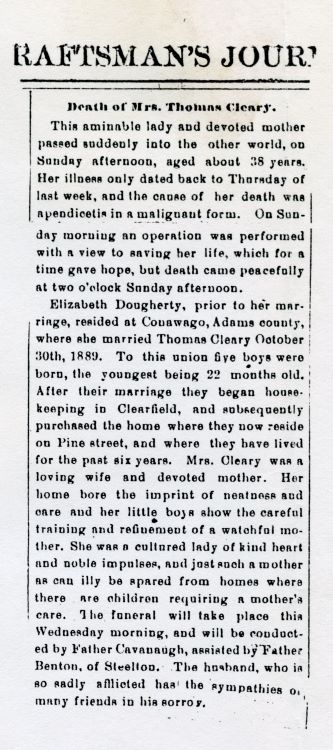 RAFTSMAN'S JOUR
Death of Mrs. Thomas Cleary.
This aminable lady and devoted mother
passed suddenly into the other world, on
Sunday afternoon, aged about 38 years.
Her illness only dated back to Thursday of
last week, and the cause of her death was
apendicetis in a malignant form. On Sun-
day morning an operation was performed
with a view to saving her life, which for a
time gave hope, but death came peacefully
at two o'clock Sunday afternoon.
Elizabeth Dougherty, prior to her mar-
riage, resided at Conawago, Adams county,
where she married Thomas Cleary October
30th, 1889. To this union five boys were
born, the youngest being 22 months old.
After their marriage they began house-
keeping in Clearfield, and subsequently
purchased the home where they now reside
on Pine street, and where they have lived
for the past six years. Mrs. Cleary was a
loving wife and devoted mother. Her
home bore the imprint of neatness and
care and her little boys show the careful
training and refinement of a watchful mo-
ther. She was a cultured lady of kind heart
and noble impulses, and just such a mother
as can illy be spared from homes where
there are children requiring a mother's
care. The funeral will take place this
Wednesday morning, and will be conduct-
ed by Father Cavanaugh, assisted by Father
Benton, of Steelton. The husband, who is
so sadly afflicted has the sympathies of
many friends in his sorrow.